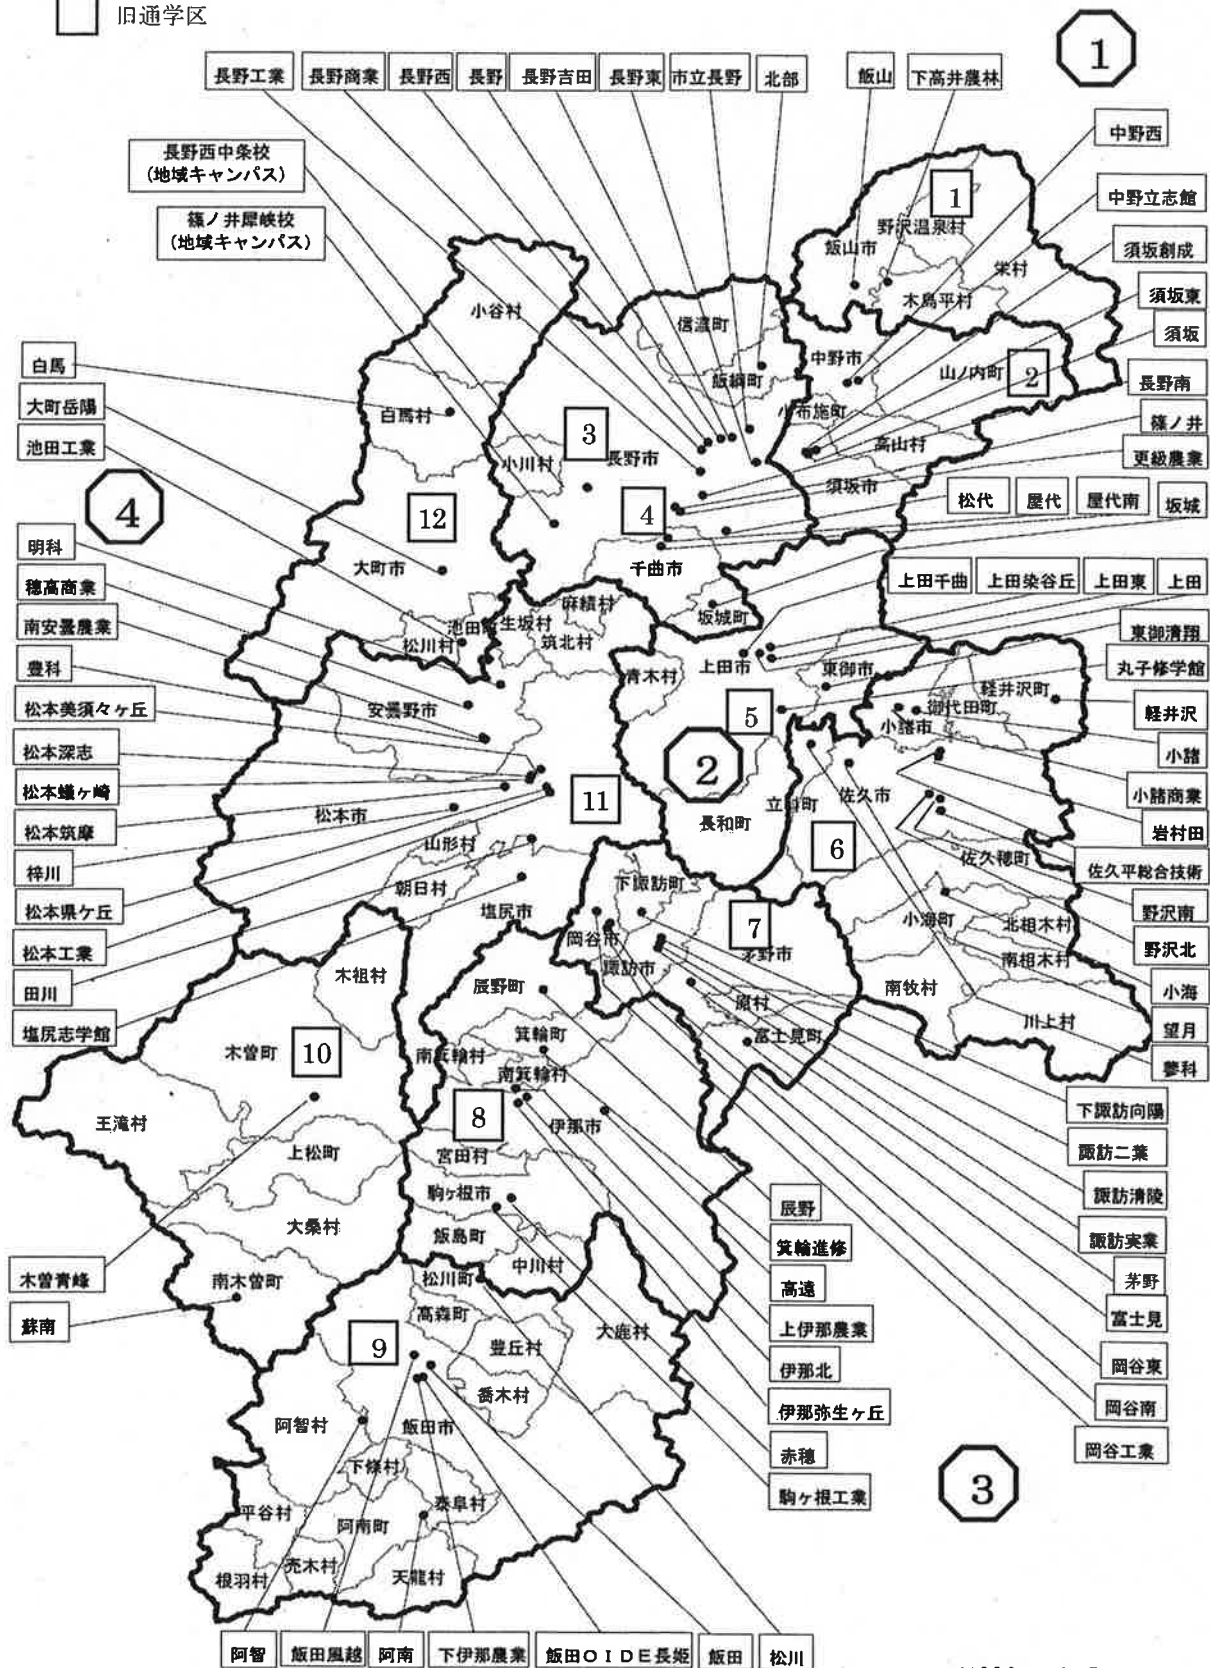 旧通学区
1
長野工業
長野商業
長野西
長野
長野吉田
長野東
市立長野
北部
飯山
下高井農林
中野西
長野西中条校
(地域キャンパス)
中野立志館
篠ノ井犀峡校
(地域キャンパス)
須坂創成
須坂東
須坂
長野南
篠ノ井
更級農業
松代
屋代
屋代南
坂城
上田千曲
上田染谷丘
上田東
上田
東御清翔
丸子修学館
軽井沢
小諸
小諸商業
岩村田
佐久平総合技術
野沢南
野沢北
小海
望月
蓼科
下諏訪向陽
諏訪二葉
諏訪清陵
諏訪実業
茅野
富士見
岡谷東
岡谷南
岡谷工業
白馬
大町岳陽
池田工業
4
明科
穂高商業
南安曇農業
豊科
松本美須々ヶ丘
松本深志
松本蟻ヶ崎
松本筑摩
梓川
松本県ケ丘
松本工業
田川
塩尻志学館
木曽青峰
蘇南
1
野沢温泉村
飯山市
栄村
木島平村
小谷村
信濃町
中野市
山ノ内町
2
飯綱町
小布施町
白馬村
3
高山村
小川村
長野市
須坂市
12
4
大町市
千曲市
麻績村
坂城町
池田町
生坂村
松川村
筑北村
青木村
上田市
東御市
軽井沢町
御代田町
小諸市
安曇野市
5
2
11
松本市
立科町
佐久市
長和町
山形村
6
佐久穂町
朝日村
下諏訪町
塩尻市
7
小海町
北相木村
岡谷市
茅野市
南相木村
諏訪市
木祖村
辰野町
南牧村
原村
川上村
富士見町
箕輪町
木曽町
10
南箕輪村
南箕輪村
8
王滝村
伊那市
上松町
宮田村
駒ヶ根市
大桑村
飯島町
中川村
南木曽町
松川町
高森町
大鹿村
9
豊丘村
喬木村
阿智村
飯田市
下條村
平谷村
泰阜村
阿南町
売木村
根羽村
天龍村
辰野
箕輪進修
高遠
上伊那農業
伊那北
伊那弥生ヶ丘
赤穂
駒ヶ根工業
3
阿智
飯田風越
阿南
下伊那農業
飯田OIDE長姫
飯田
松川